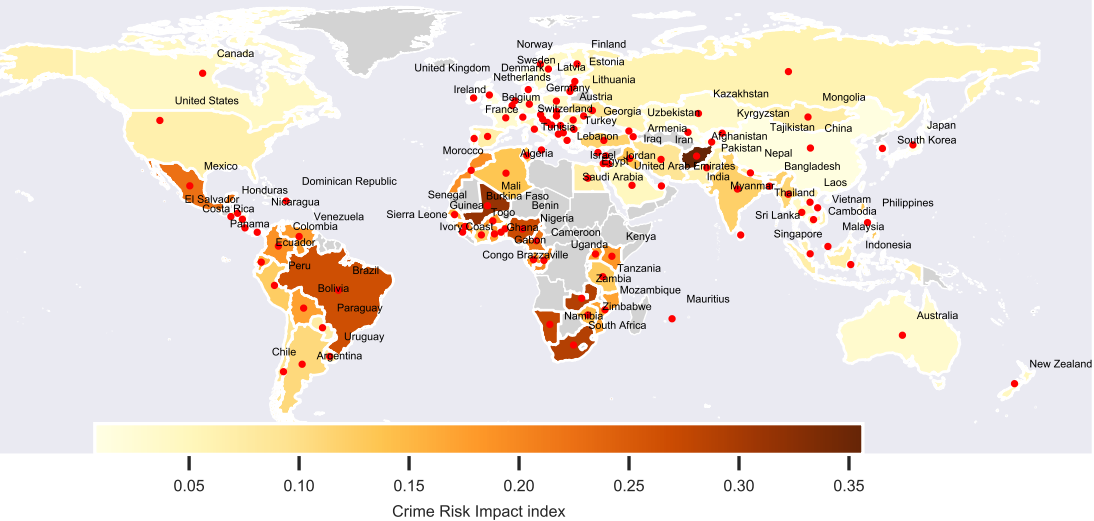 Norway
Finland
Canada
Sweden
Estonia
United Kingdom
Denmark
Latvia
Netherlands
Lithuania
Ireland
Germany
Kazakhstan
Mongolia
United States
Belgium
Austria
France
Switzerland
Georgia
Uzbekistan
Kyrgyzstan
Turkey
Japan
Tunisia
Armenia
Tajikistan
China
Lebanon
Iraq
Iran
Afghanistan
South Korea
Morocco
Algeria
Israel
Jordan
Pakistan
Nepal
Mexico
Egypt
United Arab Emirates
Bangladesh
Dominican Republic
Saudi Arabia
India
Honduras
Mali
Myanmar
Laos
El Salvador
Nicaragua
Senegal
Burkina Faso
Thailand
Vietnam
Philippines
Costa Rica
Guinea
Benin
Cambodia
Panama
Venezuela
Sierra Leone
Togo
Nigeria
Sri Lanka
Colombia
Ivory Coast
Ghana
Cameroon
Singapore
Malaysia
Ecuador
Gabon
Uganda
Kenya
Indonesia
Congo Brazzaville
Peru
Brazil
Tanzania
Bolivia
Zambia
Mozambique
Mauritius
Paraguay
Namibia
Zimbabwe
Australia
Uruguay
South Africa
Chile
Argentina
New Zealand
0.05 0.10 0.15 0.20 0.25 0.30 0.35
Crime Risk Impact index